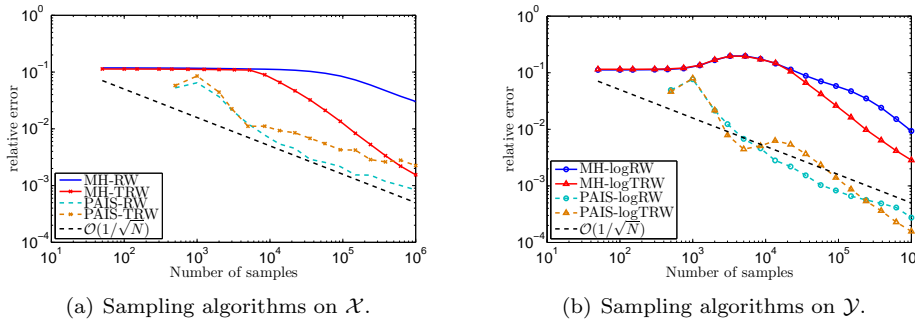 10^0
10^{-1}
10^{-2}
10^{-3}
10^{-4}
relative error
MH-RW
MH-TRW
PAIS-RW
PAIS-TRW
O(1/√N)
10^1 10^2 10^3 10^4 10^5 10^6
Number of samples
(a) Sampling algorithms on X.
10^0
10^{-1}
10^{-2}
10^{-3}
10^{-4}
relative error
MH-logRW
MH-logTRW
PAIS-logRW
PAIS-logTRW
O(1/√N)
10^1 10^2 10^3 10^4 10^5 10^6
Number of samples
(b) Sampling algorithms on Y.